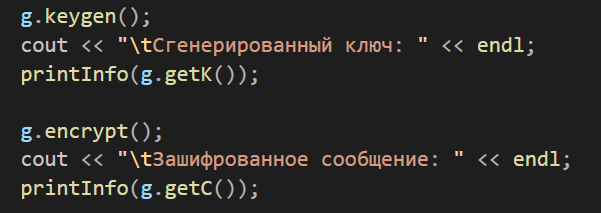 g.keygen();
cout << "\tСгенерированный ключ: " << endl;
printInfo(g.getK());
g.encrypt();
cout << "\tЗашифрованное сообщение: " << endl;
printInfo(g.getC());